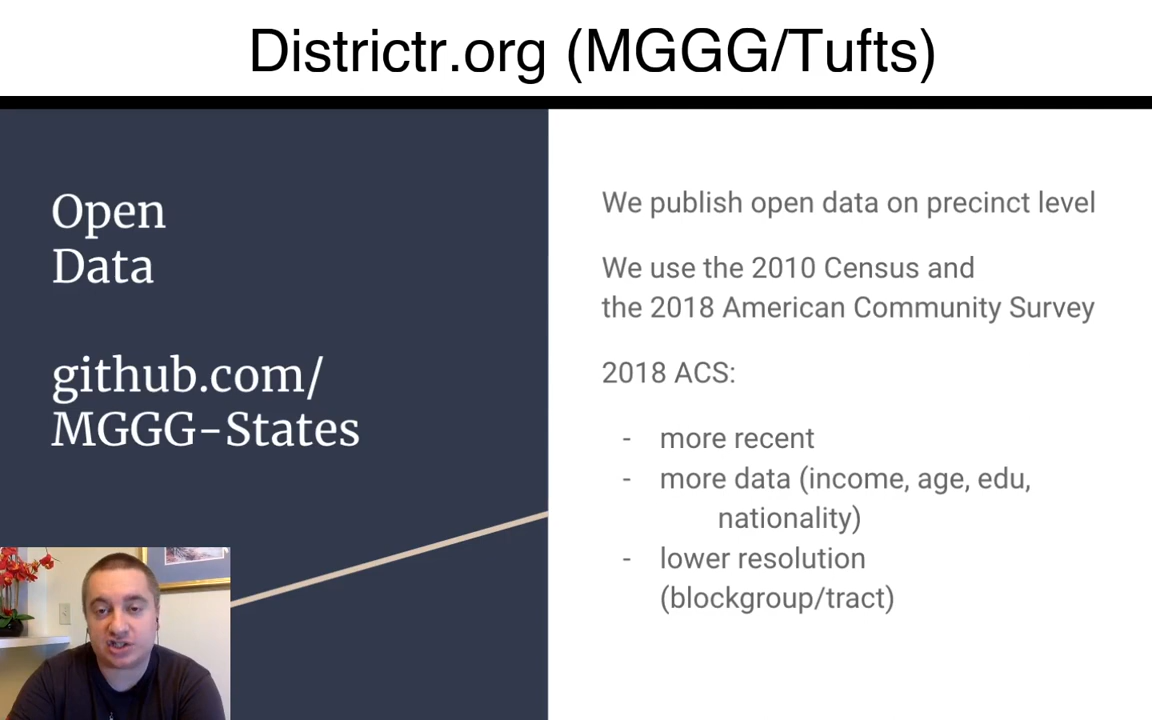 Districtr.org (MGGG/Tufts)
Open
Data
github.com/
MGGG-States
We publish open data on precinct level
We use the 2010 Census and
the 2018 American Community Survey
2018 ACS:
- more recent
- more data (income, age, edu,
nationality)
- lower resolution
(blockgroup/tract)